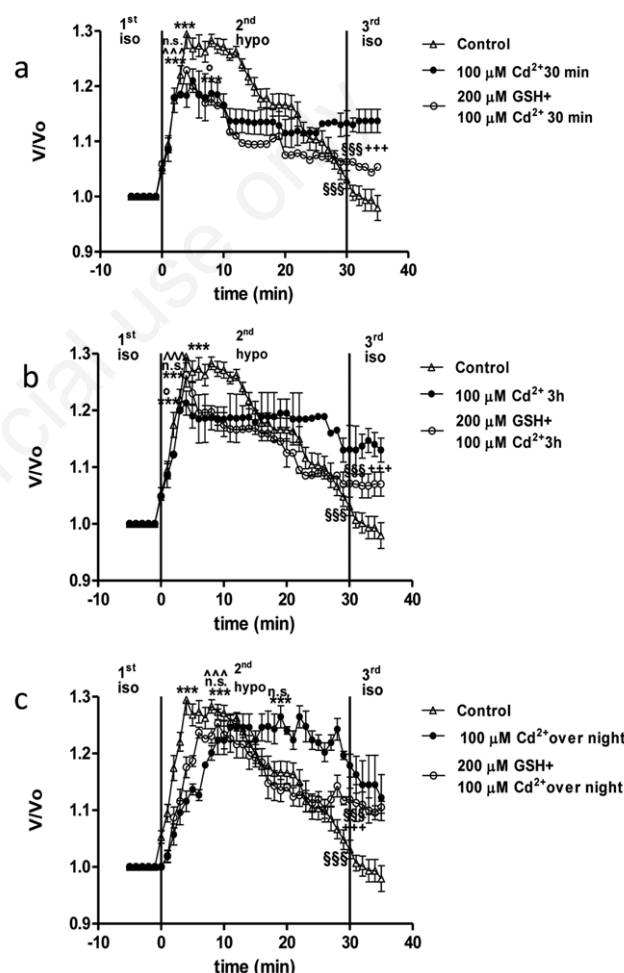 a
1st iso
2nd hypo
3rd iso
***
n.s.
^^^
***
°
***
§§§
§§§ +++
V/Vo
1.3
1.2
1.1
1.0
0.9
-10 0 10 20 30 40
time (min)
Control
100 µM Cd2+30 min
200 µM GSH+
100 µM Cd2+ 30 min
b
1st iso
2nd hypo
3rd iso
^^^
n.s.
***
°
***
***
§§§
§§§ +++
V/Vo
1.3
1.2
1.1
1.0
0.9
-10 0 10 20 30 40
time (min)
Control
100 µM Cd2+ 3h
200 µM GSH+
100 µM Cd2+3h
c
1st iso
2nd hypo
3rd iso
***
^^^
n.s.
***
n.s.
***
§§§
§§§
+++
V/Vo
1.3
1.2
1.1
1.0
0.9
-10 0 10 20 30 40
time (min)
Control
100 µM Cd2+over night
200 µM GSH+
100 µM Cd2+over night
rcial use on